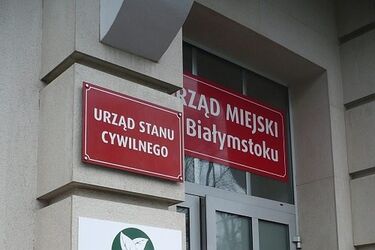 URZĄD STANU
CYWILNEGO
RZĄD MIEJSKI
Białymstoku